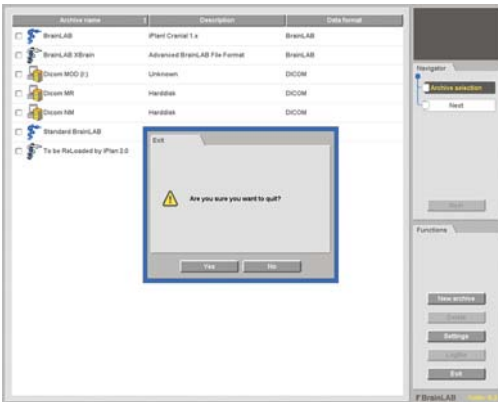 Archive name Description Data format
BrainLAB iPlan! Cranial 1.x BrainLAB
BrainLAB XBrain Advanced BrainLAB File Format BrainLAB
Dicom MOD (I:) Unknown DICOM
Dicom MR Harddisk DICOM
Dicom NM Harddisk DICOM
Standard BrainLAB
To be ReLoaded by iPlan 2.0
Exit
Are you sure you want to quit?
Yes No
Navigator
Archive selection
Next
Next
Functions
New archive
Delete
Settings
Logfile
Exit
BrainLAB